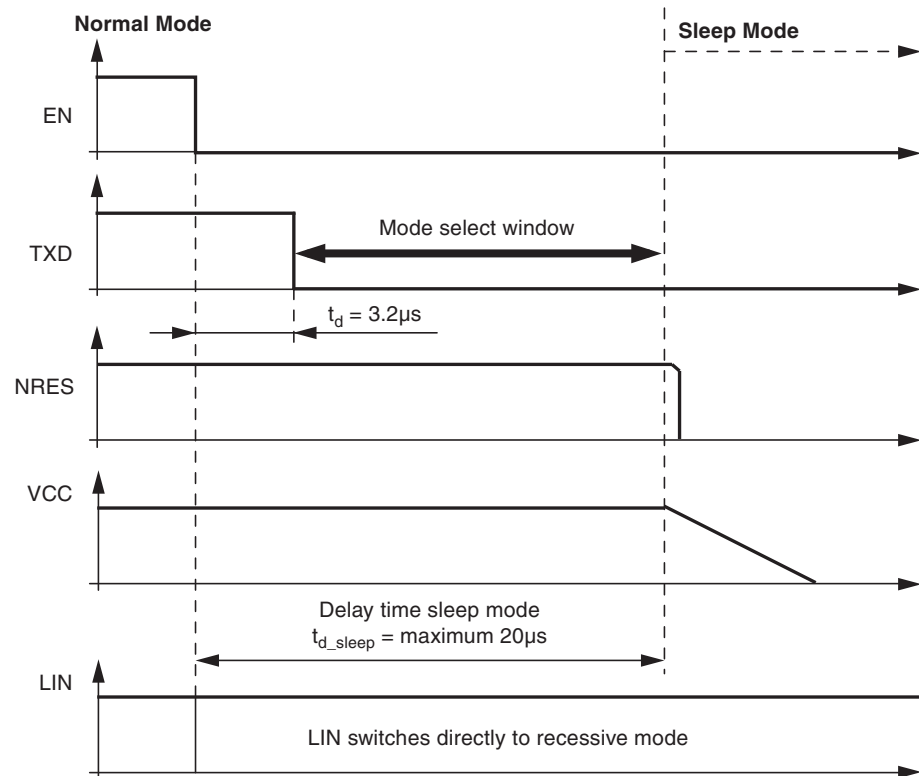 Normal Mode
Sleep Mode
EN
TXD
Mode select window
t_d = 3.2µs
NRES
VCC
Delay time sleep mode
t_d_sleep = maximum 20µs
LIN
LIN switches directly to recessive mode